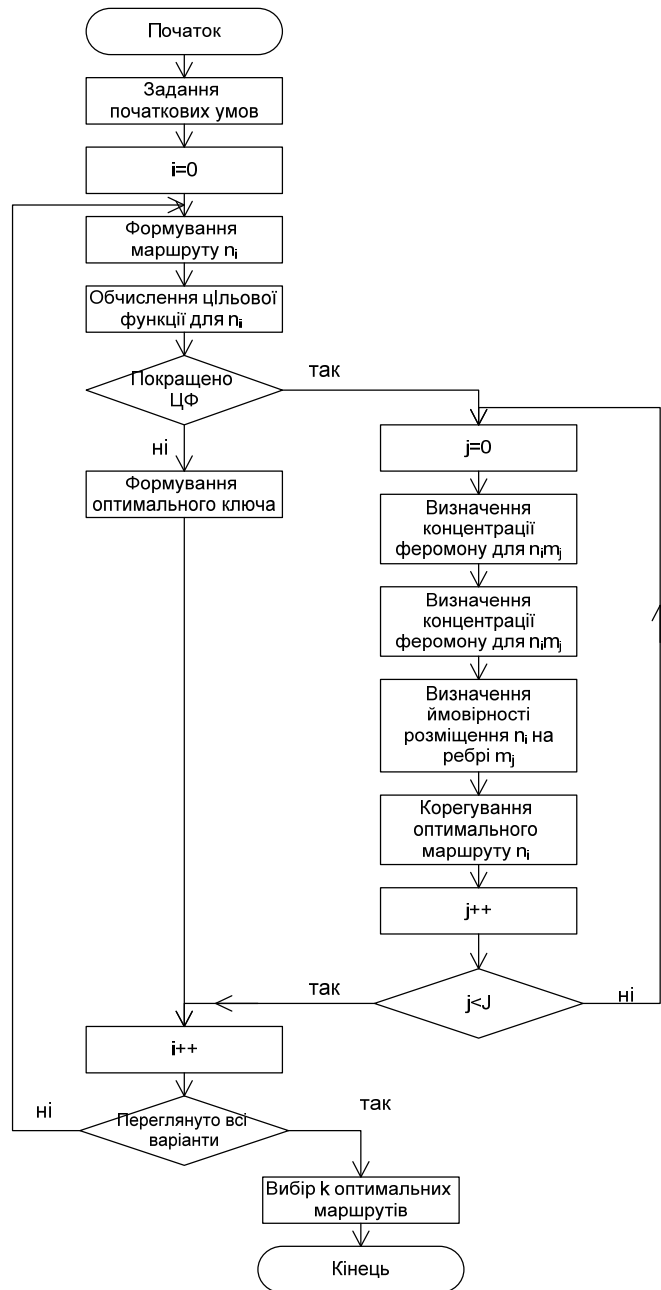 Початок
Задання
початкових умов
i=0
Формування
маршруту nᵢ
Обчислення цІльової
функції для nᵢ
Покращено
ЦФ
так
ні
Формування
оптимального ключа
j=0
Визначення
концентрації
феромону для nᵢmⱼ
Визначення
концентрації
феромону для nᵢmⱼ
Визначення
ймовірності
розміщення nᵢ на
ребрі mⱼ
Корегування
оптимального
маршруту nᵢ
j++
j<J
так
ні
i++
Переглянуто всі
варіанти
ні
так
Вибір k оптимальних
маршрутів
Кінець